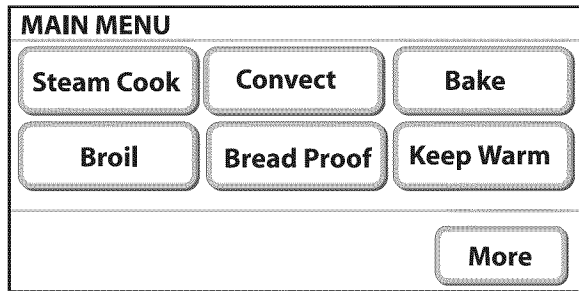 MAIN MENU
Steam Cook Convect Bake
Broil Bread Proof Keep Warm
More